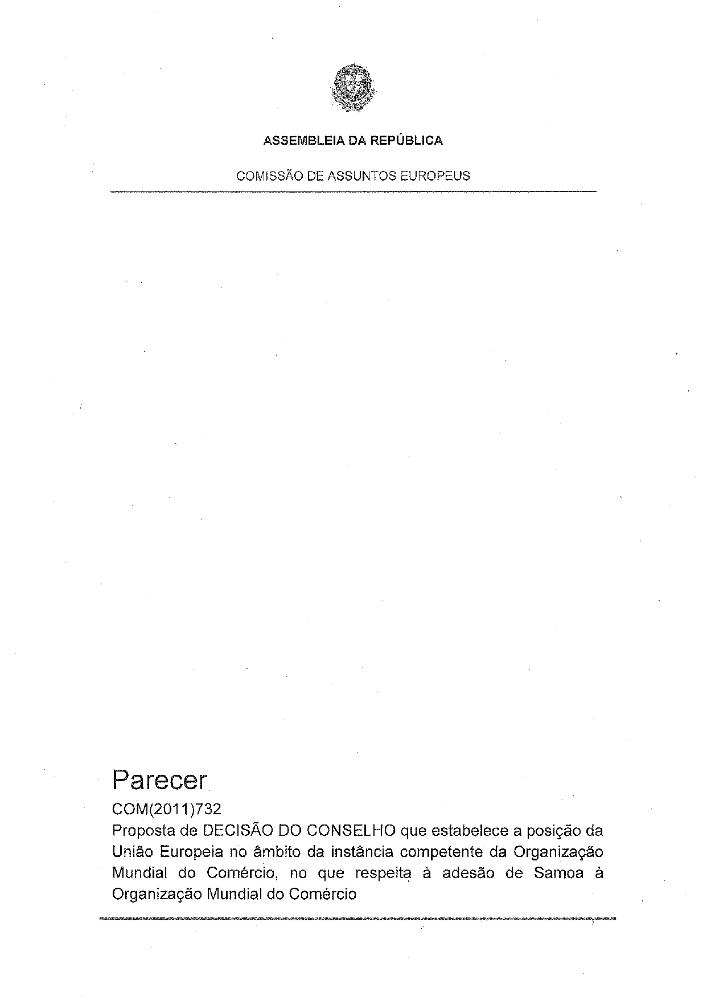 ASSEMBLEIA DA REPÚBLICA
COMISSÃO DE ASSUNTOS EUROPEUS
Parecer
COM(2011)732
Proposta de DECISÃO DO CONSELHO que estabelece a posição da
União Europeia no âmbito da instância competente da Organização
Mundial do Comércio, no que respeita à adesão de Samoa à
Organização Mundial do Comércio